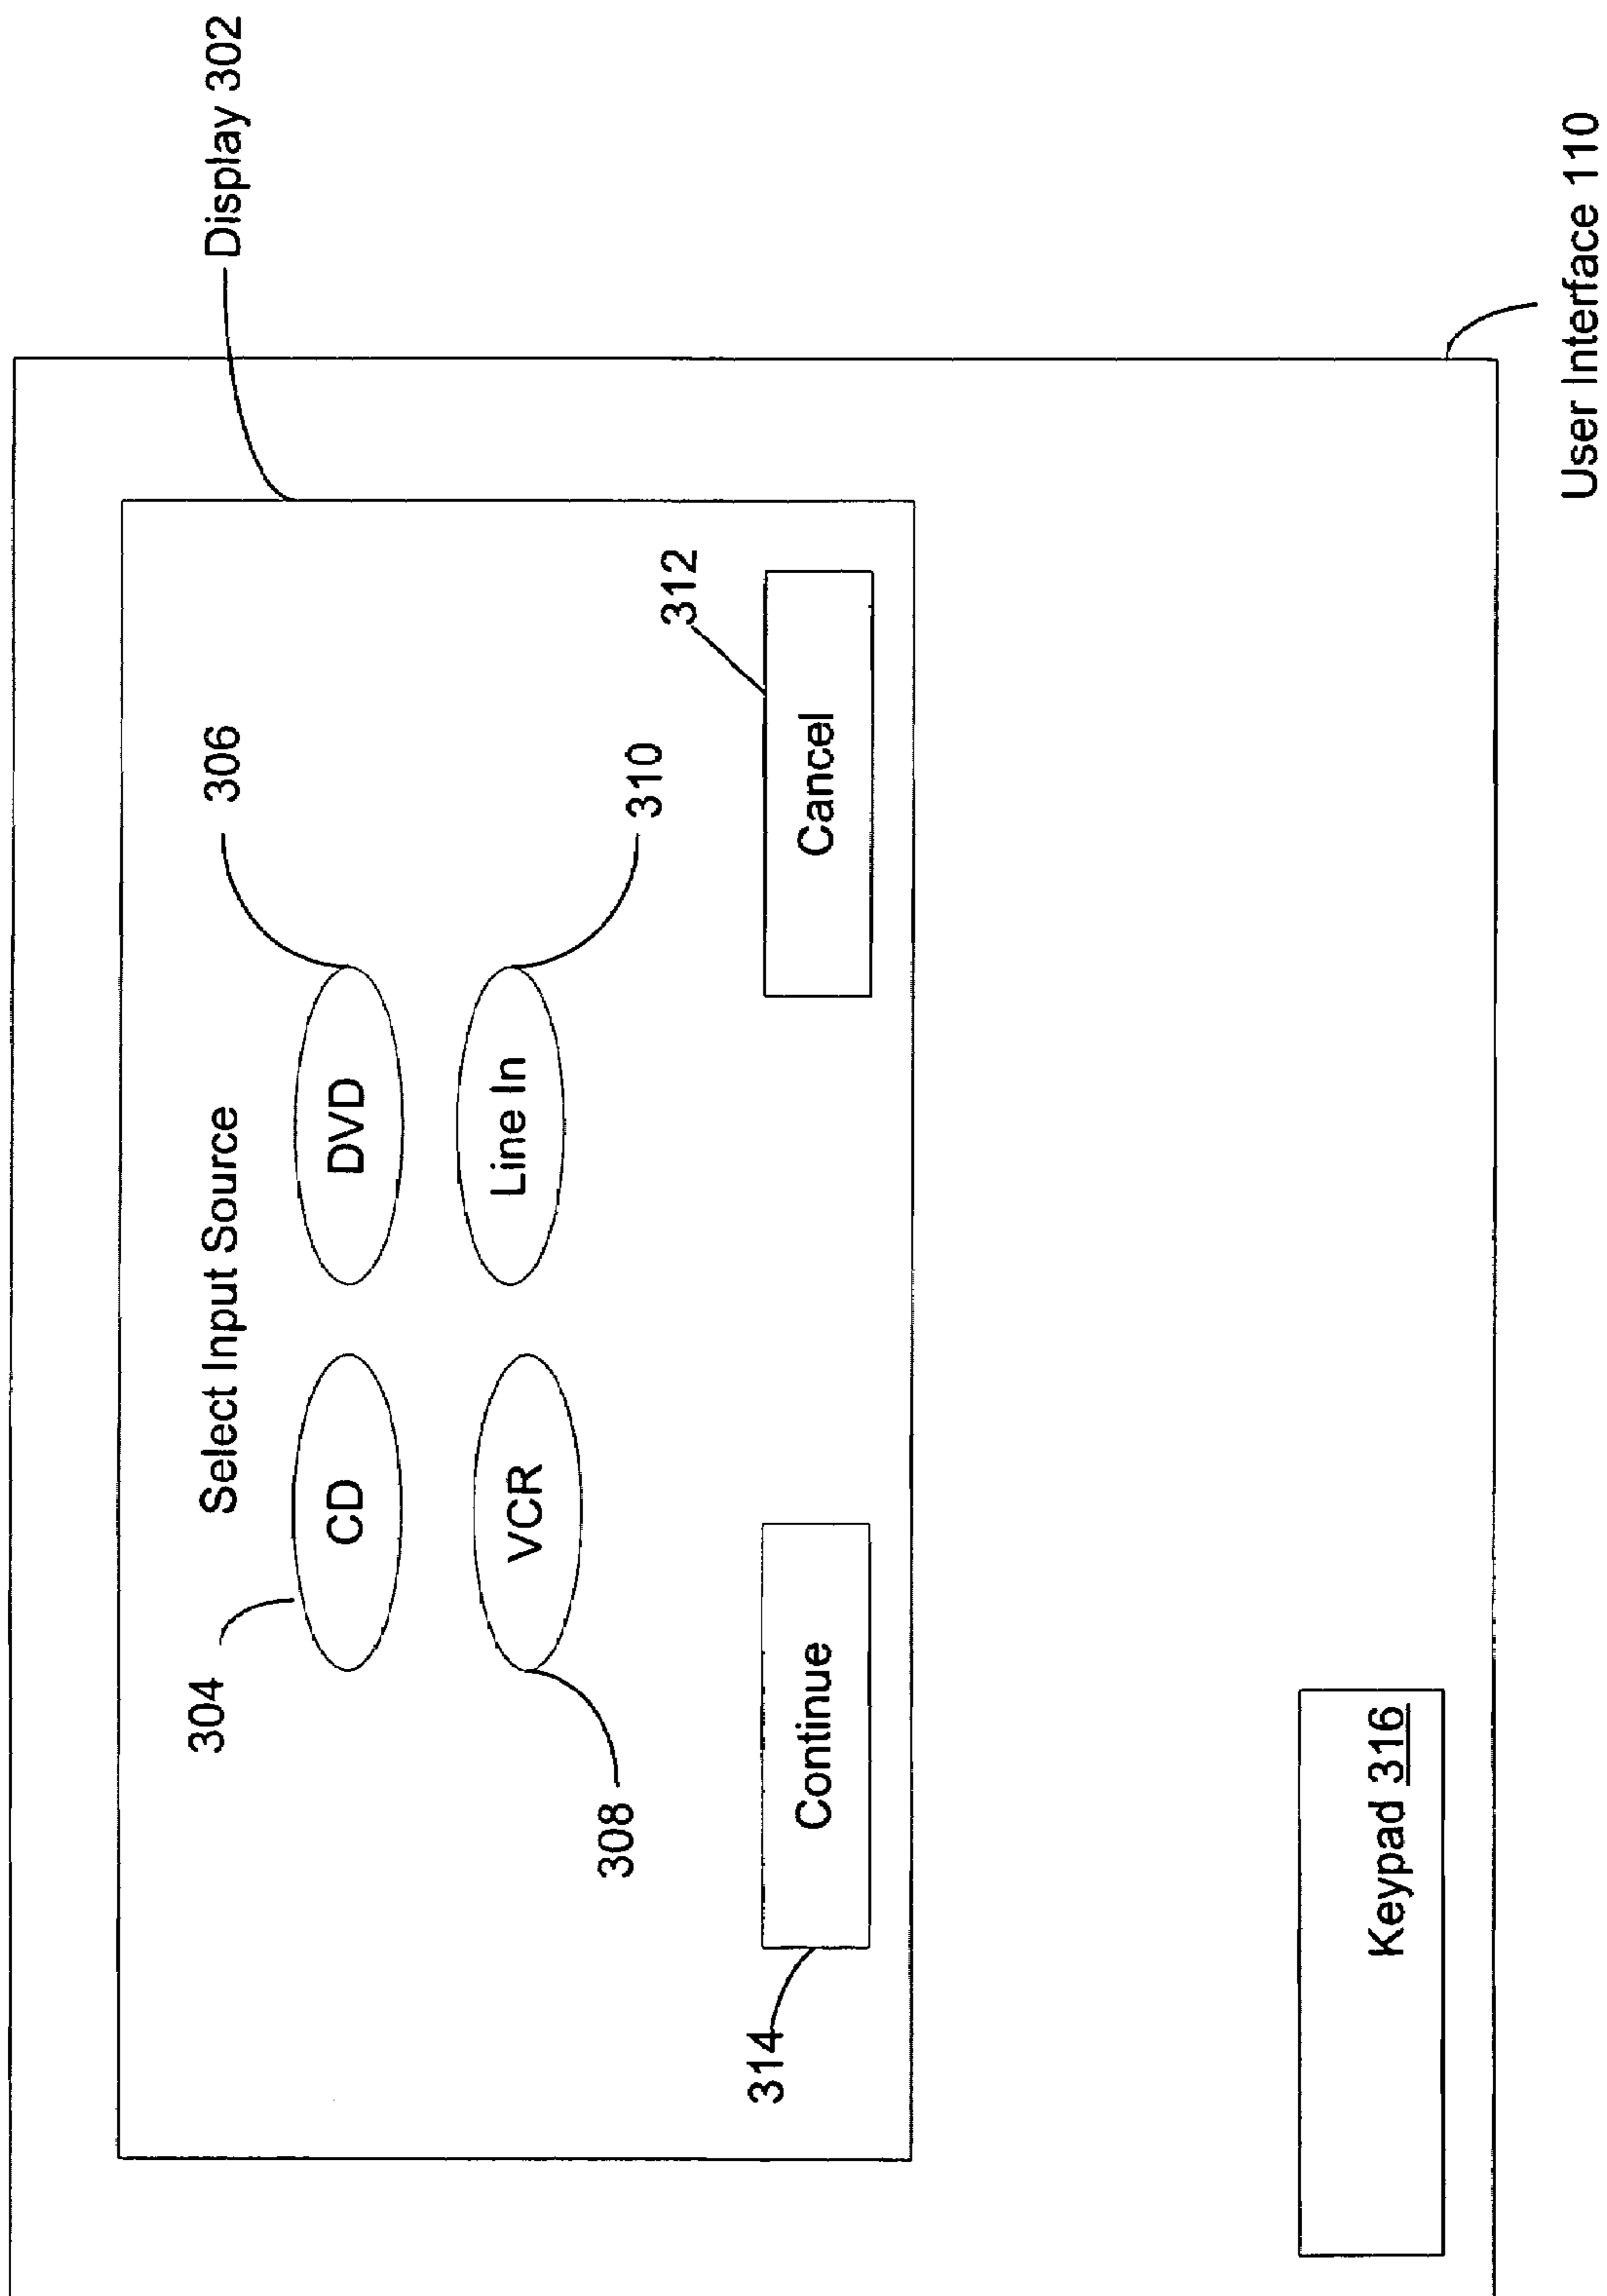 Display 302
Select Input Source
304
306
CD
DVD
VCR
Line In
308
310
312
314
Continue
Cancel
Keypad 316
User Interface 110